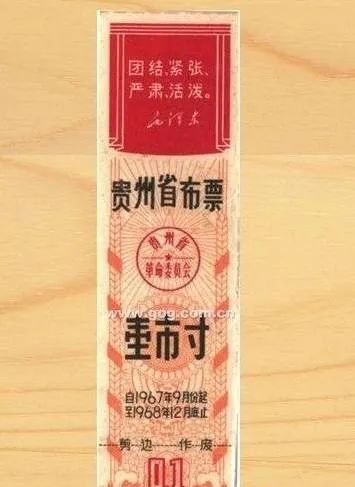 团结、紧张、
严肃、活泼。
毛泽东
贵州省布票
贵州省
革命委员会
www.gog.com.cn
壹市寸
自1967年9月份起
至1968年12月底止
剪边作废
0.1